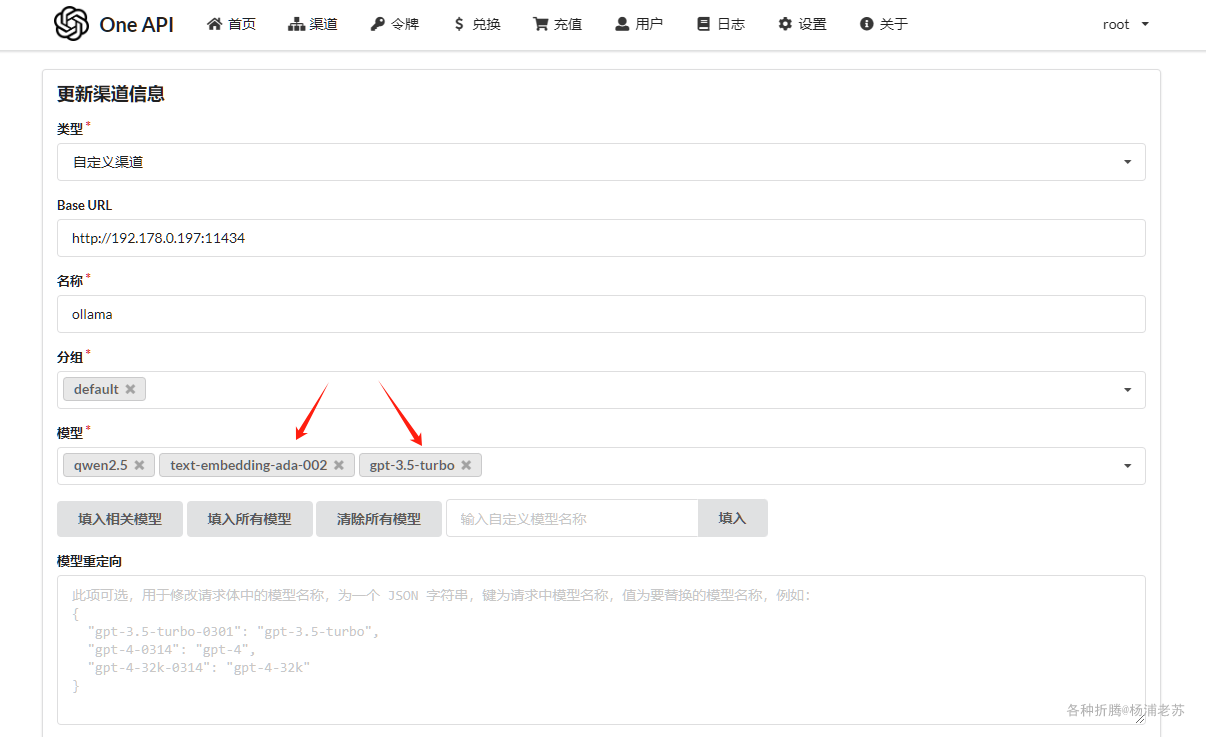 One API 首页 渠道 令牌 兑换 充值 用户 日志 设置 关于 root
更新渠道信息
类型*
自定义渠道
Base URL
http://192.178.0.197:11434
名称*
ollama
分组*
default
模型*
qwen2.5 text-embedding-ada-002 gpt-3.5-turbo
填入相关模型 填入所有模型 清除所有模型 输入自定义模型名称 填入
模型重定向
此项可选，用于修改请求体中的模型名称，为一个 JSON 字符串，键为请求中模型名称，值为要替换的模型名称，例如：
{
"gpt-3.5-turbo-0301": "gpt-3.5-turbo",
"gpt-4-0314": "gpt-4",
"gpt-4-32k-0314": "gpt-4-32k"
}
各种折腾@杨浦老苏